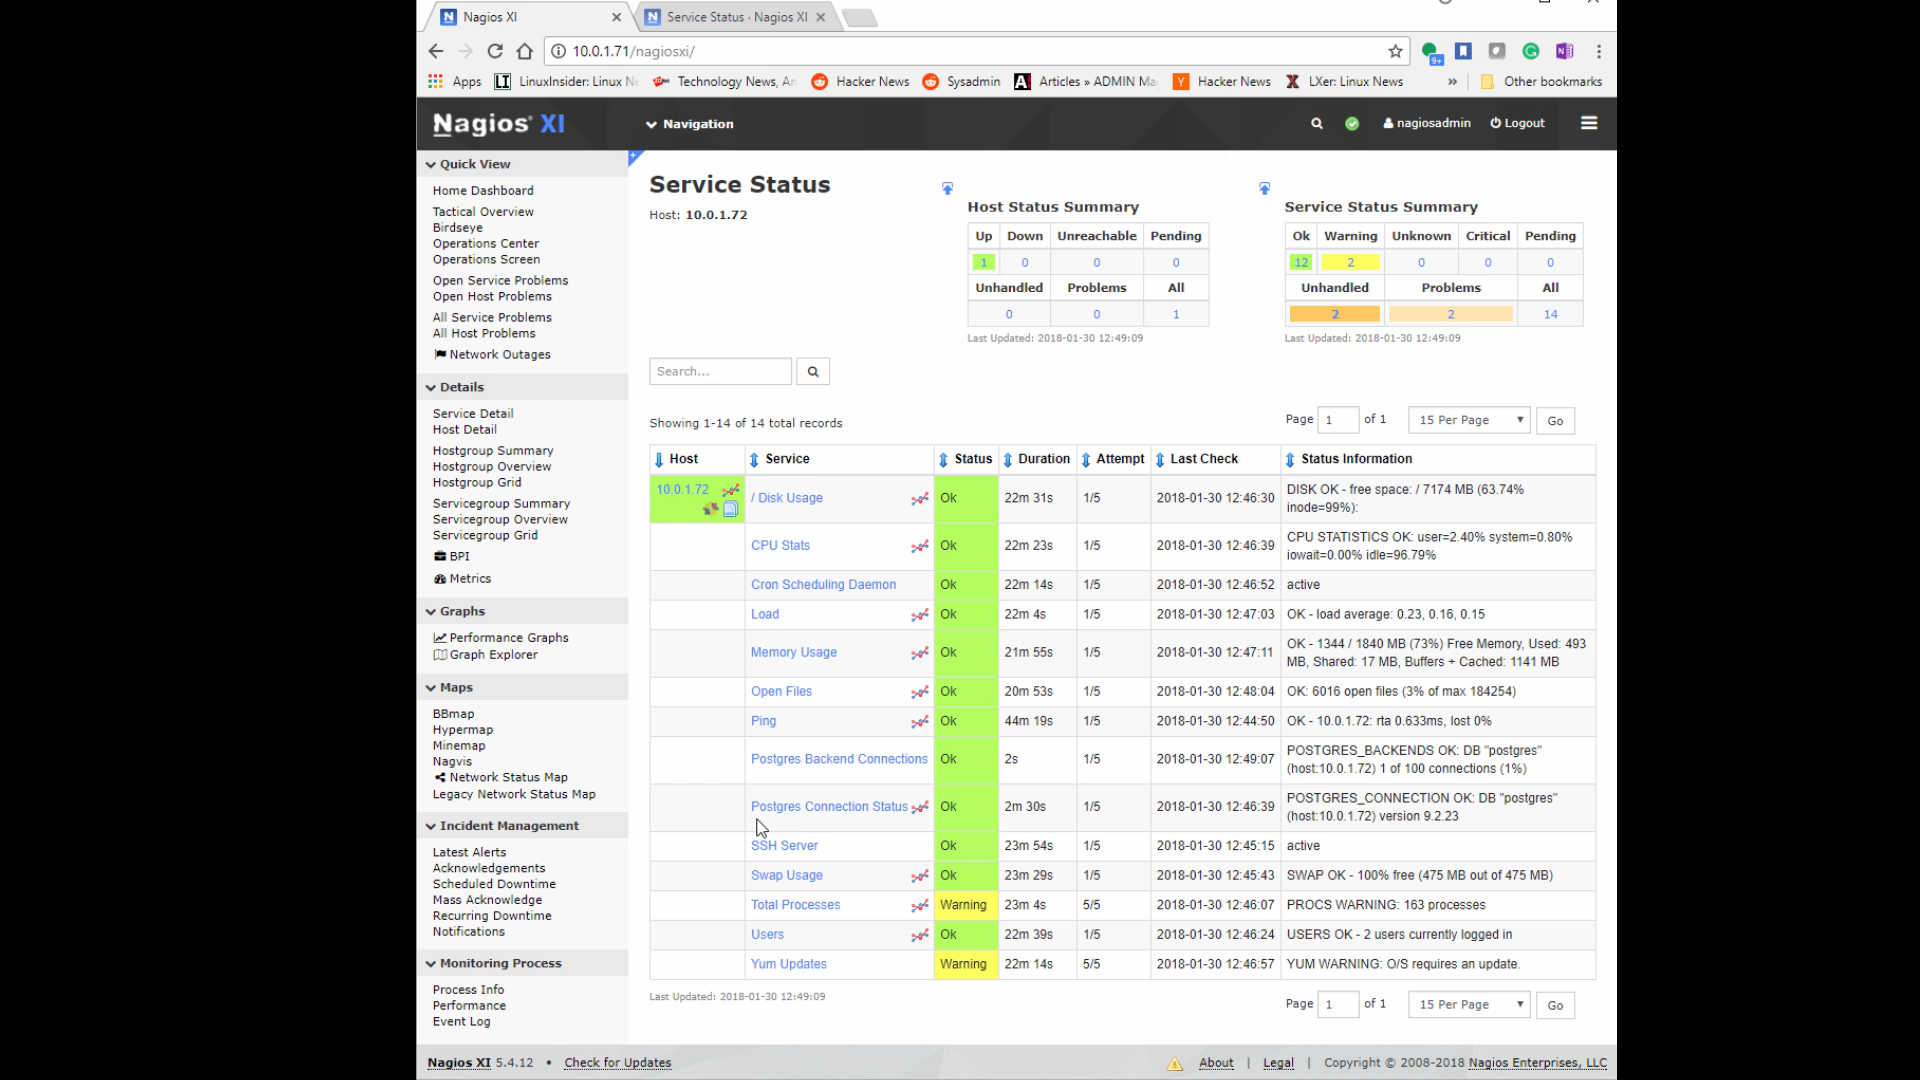 Nagios XI
Service Status · Nagios XI
10.0.1.71/nagiosxi/
9+
Apps
LinuxInsider: Linux Ne
Technology News, An
Hacker News
Sysadmin
Articles » ADMIN Ma
Hacker News
LXer: Linux News
»
Other bookmarks
Nagios® XI
Navigation
nagiosadmin
Logout
Quick View
Home Dashboard
Tactical Overview
Birdseye
Operations Center
Operations Screen
Open Service Problems
Open Host Problems
All Service Problems
All Host Problems
Network Outages
Details
Service Detail
Host Detail
Hostgroup Summary
Hostgroup Overview
Hostgroup Grid
Servicegroup Summary
Servicegroup Overview
Servicegroup Grid
BPI
Metrics
Graphs
Performance Graphs
Graph Explorer
Maps
BBmap
Hypermap
Minemap
Nagvis
Network Status Map
Legacy Network Status Map
Incident Management
Latest Alerts
Acknowledgements
Scheduled Downtime
Mass Acknowledge
Recurring Downtime
Notifications
Monitoring Process
Process Info
Performance
Event Log
Service Status
Host: 10.0.1.72
Host Status Summary
Up Down Unreachable Pending
1 0 0 0
Unhandled Problems All
0 0 1
Last Updated: 2018-01-30 12:49:09
Service Status Summary
Ok Warning Unknown Critical Pending
12 2 0 0 0
Unhandled Problems All
2 2 14
Last Updated: 2018-01-30 12:49:09
Search...
Showing 1-14 of 14 total records
Page 1 of 1 15 Per Page Go
Host Service Status Duration Attempt Last Check Status Information
10.0.1.72 / Disk Usage Ok 22m 31s 1/5 2018-01-30 12:46:30 DISK OK - free space: / 7174 MB (63.74%
inode=99%):
CPU Stats Ok 22m 23s 1/5 2018-01-30 12:46:39 CPU STATISTICS OK: user=2.40% system=0.80%
iowait=0.00% idle=96.79%
Cron Scheduling Daemon Ok 22m 14s 1/5 2018-01-30 12:46:52 active
Load Ok 22m 4s 1/5 2018-01-30 12:47:03 OK - load average: 0.23, 0.16, 0.15
Memory Usage Ok 21m 55s 1/5 2018-01-30 12:47:11 OK - 1344 / 1840 MB (73%) Free Memory, Used: 493
MB, Shared: 17 MB, Buffers + Cached: 1141 MB
Open Files Ok 20m 53s 1/5 2018-01-30 12:48:04 OK: 6016 open files (3% of max 184254)
Ping Ok 44m 19s 1/5 2018-01-30 12:44:50 OK - 10.0.1.72: rta 0.633ms, lost 0%
Postgres Backend Connections Ok 2s 1/5 2018-01-30 12:49:07 POSTGRES_BACKENDS OK: DB "postgres"
(host:10.0.1.72) 1 of 100 connections (1%)
Postgres Connection Status Ok 2m 30s 1/5 2018-01-30 12:46:39 POSTGRES_CONNECTION OK: DB "postgres"
(host:10.0.1.72) version 9.2.23
SSH Server Ok 23m 54s 1/5 2018-01-30 12:45:15 active
Swap Usage Ok 23m 29s 1/5 2018-01-30 12:45:43 SWAP OK - 100% free (475 MB out of 475 MB)
Total Processes Warning 23m 4s 5/5 2018-01-30 12:46:07 PROCS WARNING: 163 processes
Users Ok 22m 39s 1/5 2018-01-30 12:46:24 USERS OK - 2 users currently logged in
Yum Updates Warning 22m 14s 5/5 2018-01-30 12:46:57 YUM WARNING: O/S requires an update.
Last Updated: 2018-01-30 12:49:09
Page 1 of 1 15 Per Page Go
Nagios XI 5.4.12 • Check for Updates
About | Legal | Copyright © 2008-2018 Nagios Enterprises, LLC